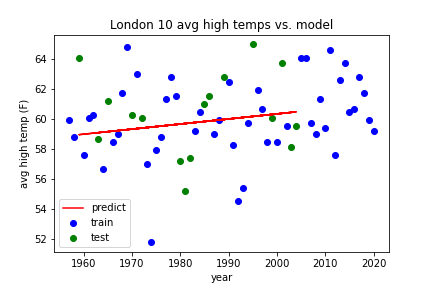 London 10 avg high temps vs. model
avg high temp (F)
64
62
60
58
56
54
52
predict
train
test
1960
1970
1980
1990
2000
2010
2020
year